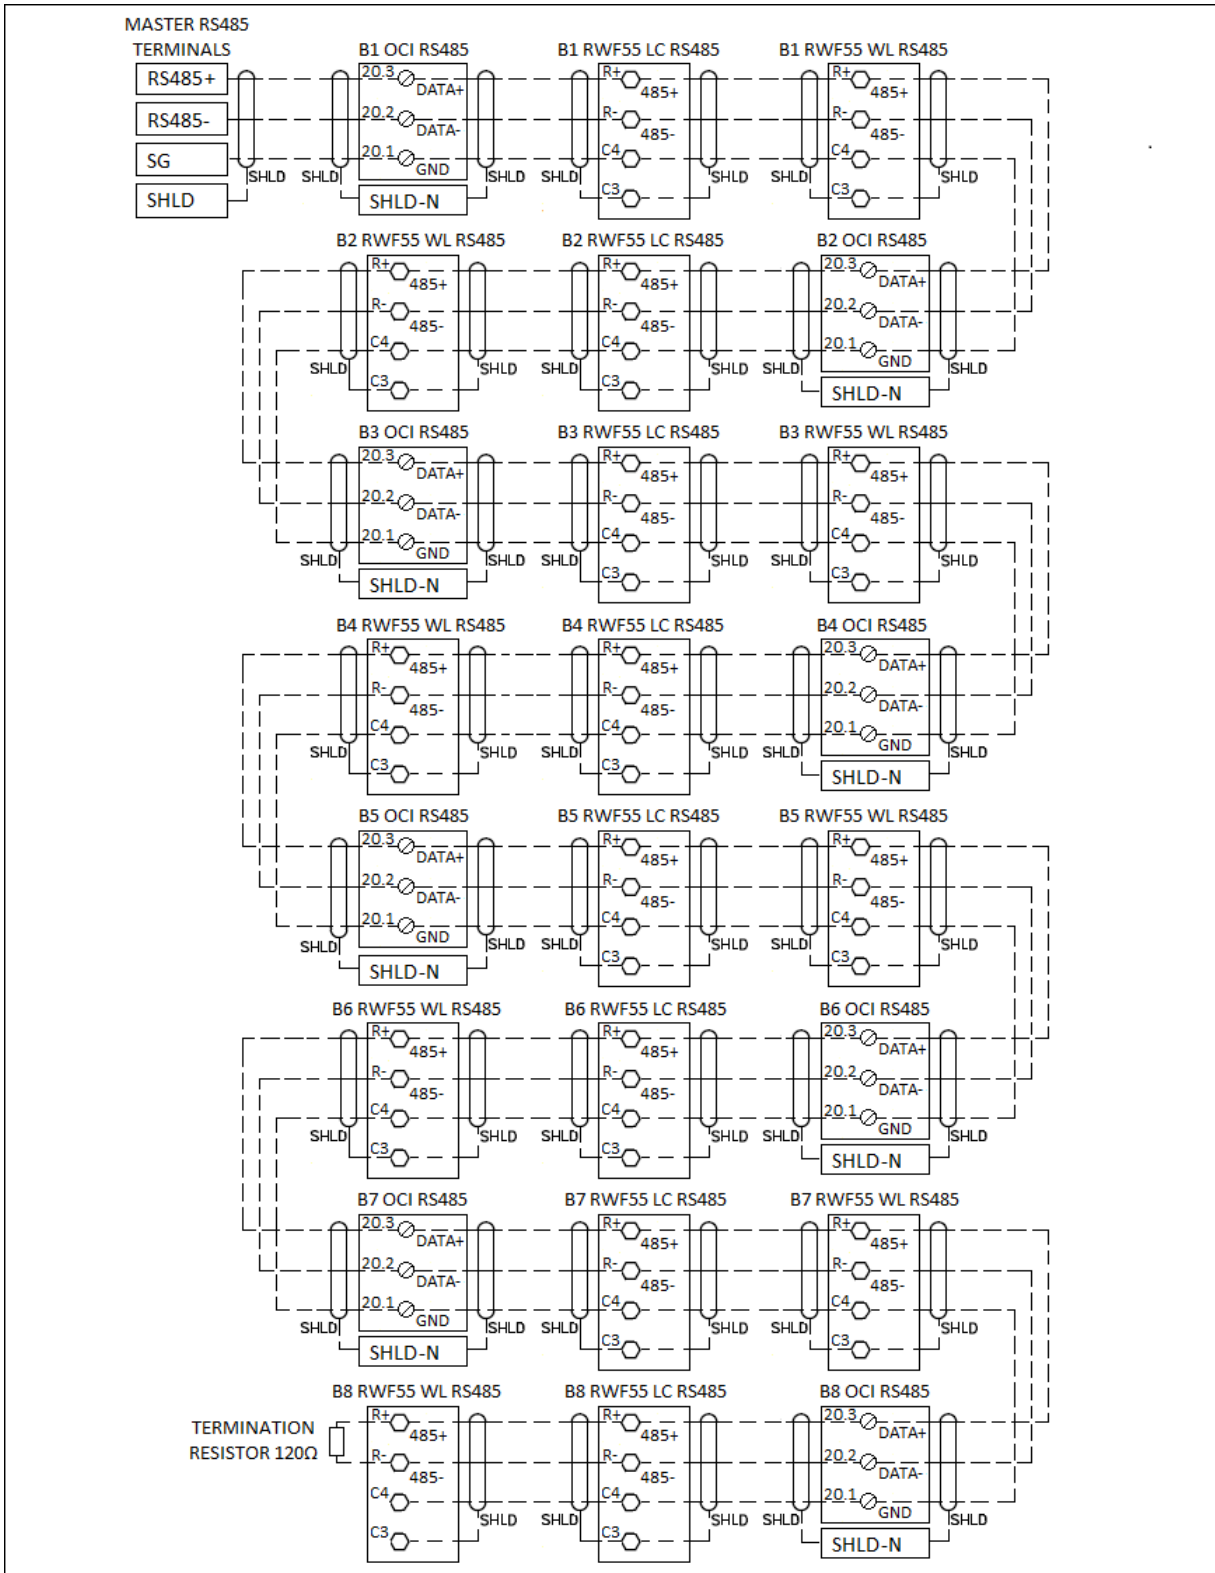 MASTER RS485
TERMINALS
B1 OCI RS485
B1 RWF55 LC RS485
B1 RWF55 WL RS485
RS485+
20.3
DATA+
R+
485+
R+
485+
RS485-
20.2
DATA-
R-
485-
R-
485-
SG
20.1
GND
C4
C4
SHLD
SHLD
SHLD
SHLD
SHLD
SHLD
SHLD
SHLD
SHLD-N
C3
C3
B2 RWF55 WL RS485
B2 RWF55 LC RS485
B2 OCI RS485
R+
485+
R+
485+
20.3
DATA+
R-
485-
R-
485-
20.2
DATA-
C4
C4
20.1
GND
SHLD
SHLD
SHLD
SHLD
SHLD
SHLD
C3
C3
SHLD-N
B3 OCI RS485
B3 RWF55 LC RS485
B3 RWF55 WL RS485
20.3
DATA+
R+
485+
R+
485+
20.2
DATA-
R-
485-
R-
485-
20.1
GND
C4
C4
SHLD
SHLD
SHLD
SHLD
SHLD
SHLD
SHLD-N
C3
C3
B4 RWF55 WL RS485
B4 RWF55 LC RS485
B4 OCI RS485
R+
485+
R+
485+
20.3
DATA+
R-
485-
R-
485-
20.2
DATA-
C4
C4
20.1
GND
SHLD
SHLD
SHLD
SHLD
SHLD
SHLD
C3
C3
SHLD-N
B5 OCI RS485
B5 RWF55 LC RS485
B5 RWF55 WL RS485
20.3
DATA+
R+
485+
R+
485+
20.2
DATA-
R-
485-
R-
485-
20.1
GND
C4
C4
SHLD
SHLD
SHLD
SHLD
SHLD
SHLD
SHLD-N
C3
C3
B6 RWF55 WL RS485
B6 RWF55 LC RS485
B6 OCI RS485
R+
485+
R+
485+
20.3
DATA+
R-
485-
R-
485-
20.2
DATA-
C4
C4
20.1
GND
SHLD
SHLD
SHLD
SHLD
SHLD
SHLD
C3
C3
SHLD-N
B7 OCI RS485
B7 RWF55 LC RS485
B7 RWF55 WL RS485
20.3
DATA+
R+
485+
R+
485+
20.2
DATA-
R-
485-
R-
485-
20.1
GND
C4
C4
SHLD
SHLD
SHLD
SHLD
SHLD
SHLD
SHLD-N
C3
C3
B8 RWF55 WL RS485
B8 RWF55 LC RS485
B8 OCI RS485
TERMINATION
RESISTOR 120Ω
R+
485+
R+
485+
20.3
DATA+
R-
485-
R-
485-
20.2
DATA-
C4
C4
20.1
GND
SHLD
SHLD
SHLD
SHLD
SHLD
C3
C3
SHLD-N